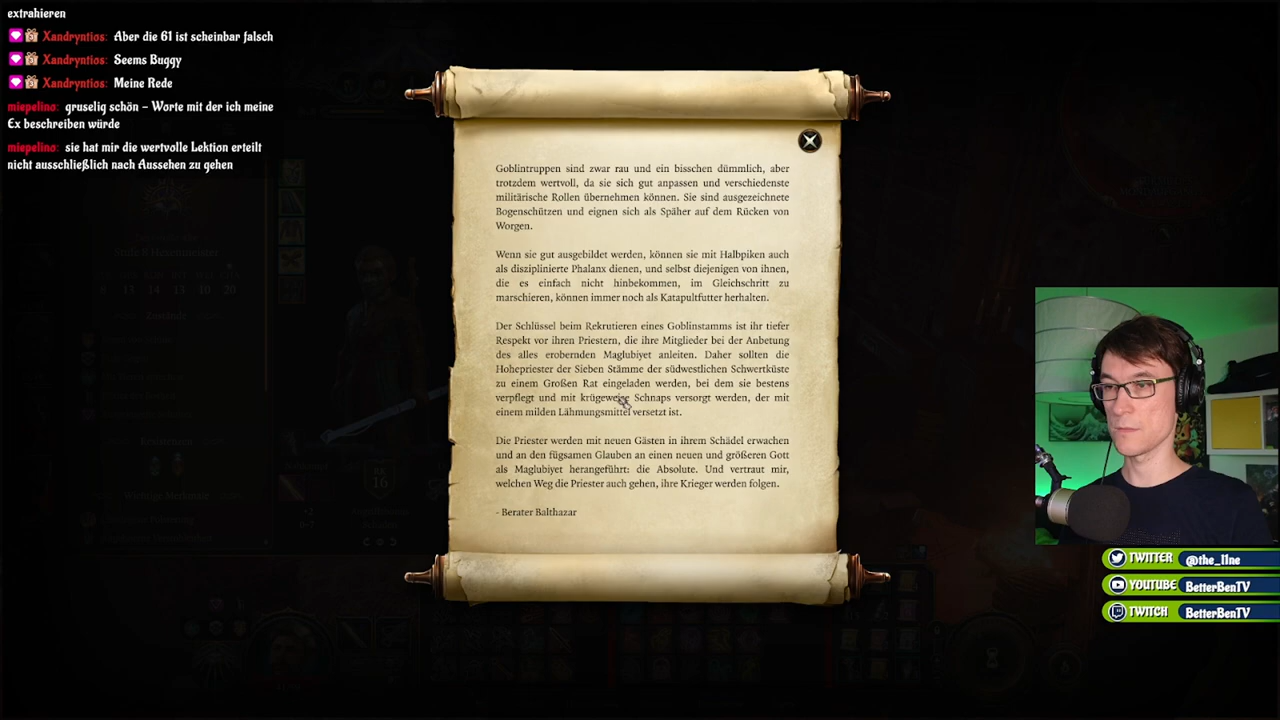 extrahieren
Xandryntios: Aber die 61 ist scheinbar falsch
Xandryntios: Seems Buggy
Xandryntios: Meine Rede
miepelino: gruselig schön – Worte mit der ich meine
Ex beschreiben würde
miepelino: sie hat mir die wertvolle Lektion erteilt
nicht ausschließlich nach Aussehen zu gehen
Goblintruppen sind zwar rau und ein bisschen dümmlich, aber
trotzdem wertvoll, da sie sich gut anpassen und verschiedenste
militärische Rollen übernehmen können. Sie sind ausgezeichnete
Bogenschützen und eignen sich als Späher auf dem Rücken von
Worgen.
Wenn sie gut ausgebildet werden, können sie mit Halbpiken auch
als disziplinierte Phalanx dienen, und selbst diejenigen von ihnen,
die es einfach nicht hinbekommen, im Gleichschritt zu
marschieren, können immer noch als Katapultfutter herhalten.
Der Schlüssel beim Rekrutieren eines Goblinstamms ist ihr tiefer
Respekt vor ihren Priestern, die ihre Mitglieder bei der Anbetung
des alles erobernden Maglubiyet anleiten. Daher sollten die
Hohepriester der Sieben Stämme der südwestlichen Schwertküste
zu einem Großen Rat eingeladen werden, bei dem sie bestens
verpflegt und mit krügeweise Schnaps versorgt werden, der mit
einem milden Lähmungsmittel versetzt ist.
Die Priester werden mit neuen Gästen in ihrem Schädel erwachen
und an den fügsamen Glauben an einen neuen und größeren Gott
als Maglubiyet herangeführt: die Absolute. Und vertraut mir,
welchen Weg die Priester auch gehen, ihre Krieger werden folgen.
- Berater Balthazar
16
TWITTER @the_11ne
YOUTUBE BetterBenTV
TWITCH BetterBenTV